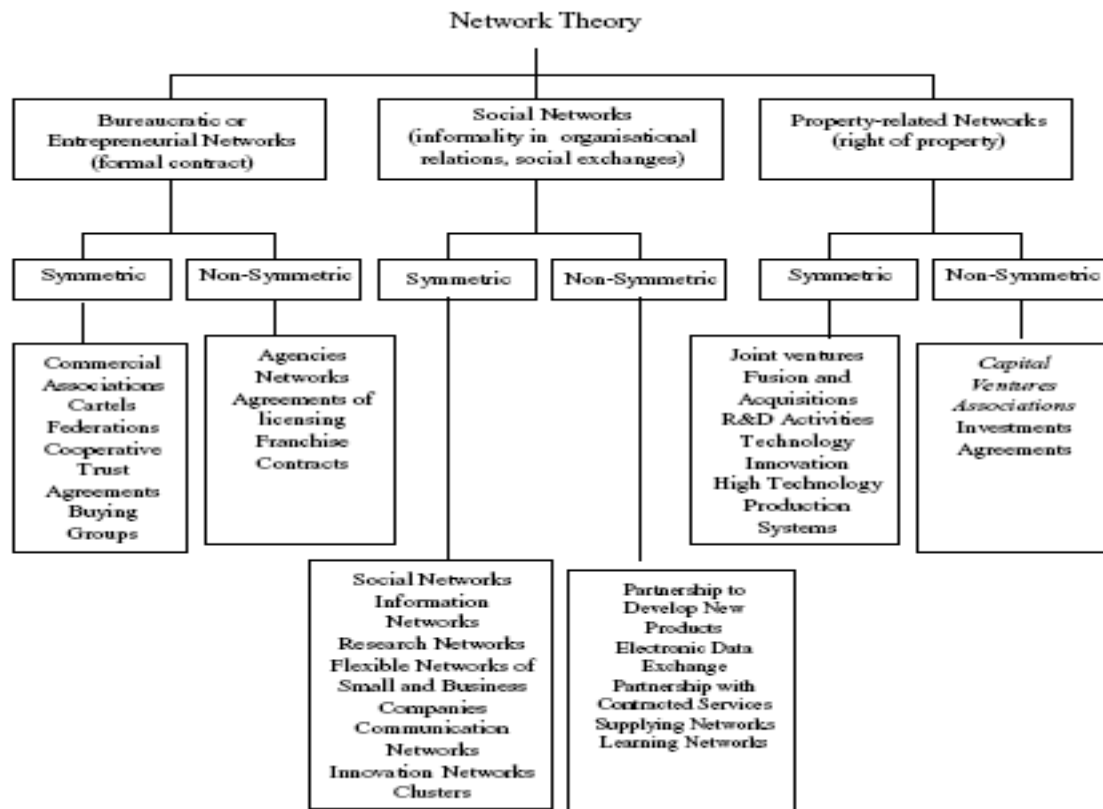 Network Theory
Bureaucratic or
Entrepreneurial Networks
(formal contract)
Social Networks
(informality in organisational
relations, social exchanges)
Property-related Networks
(right of property)
Symmetric
Non-Symmetric
Symmetric
Non-Symmetric
Symmetric
Non-Symmetric
Commercial
Associations
Cartels
Federations
Cooperative
Trust
Agreements
Buying
Groups
Agencies
Networks
Agreements of
licensing
Franchise
Contracts
Social Networks
Information
Networks
Research Networks
Flexible Networks of
Small and Business
Companies
Communication
Networks
Innovation Networks
Clusters
Partnership to
Develop New
Products
Electronic Data
Exchange
Partnership with
Contracted Services
Supplying Networks
Learning Networks
Joint ventures
Fusion and
Acquisitions
R&D Activities
Technology
Innovation
High Technology
Production
Systems
Capital
Ventures
Associations
Investments
Agreements